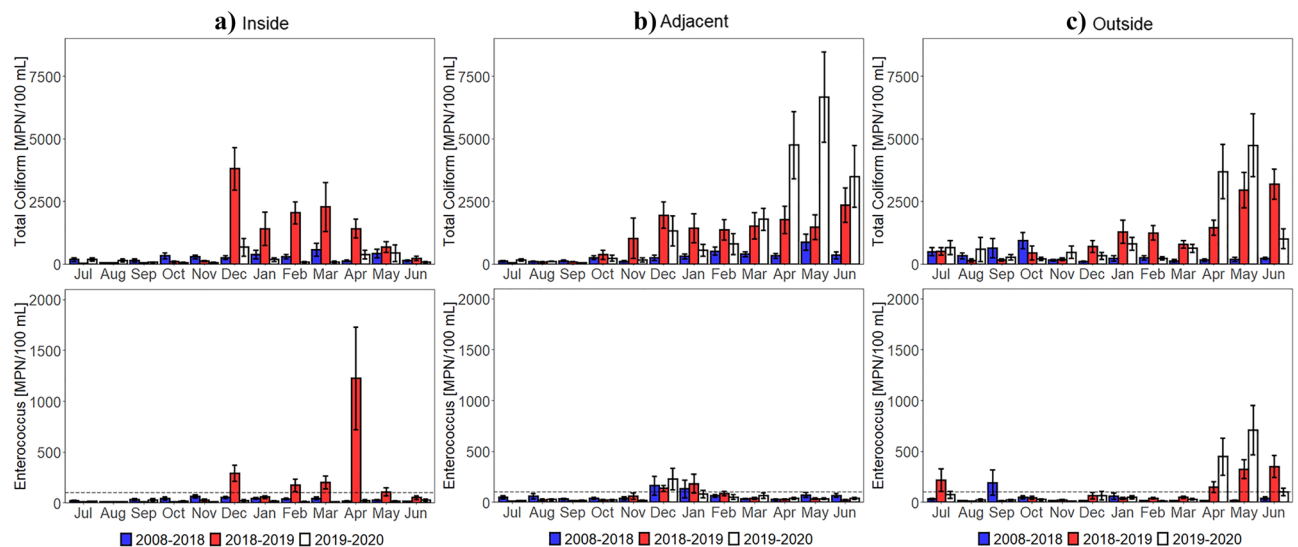 a) Inside
b) Adjacent
c) Outside
Total Coliform [MPN/100 mL]
7500
5000
2500
0
Jul Aug Sep Oct Nov Dec Jan Feb Mar Apr May Jun
Total Coliform [MPN/100 mL]
7500
5000
2500
0
Jul Aug Sep Oct Nov Dec Jan Feb Mar Apr May Jun
Total Coliform [MPN/100 mL]
7500
5000
2500
0
Jul Aug Sep Oct Nov Dec Jan Feb Mar Apr May Jun
Enterococcus [MPN/100 mL]
2000
1500
1000
500
0
Jul Aug Sep Oct Nov Dec Jan Feb Mar Apr May Jun
2008-2018 2018-2019 2019-2020
Enterococcus [MPN/100 mL]
2000
1500
1000
500
0
Jul Aug Sep Oct Nov Dec Jan Feb Mar Apr May Jun
2008-2018 2018-2019 2019-2020
Enterococcus [MPN/100 mL]
2000
1500
1000
500
0
Jul Aug Sep Oct Nov Dec Jan Feb Mar Apr May Jun
2008-2018 2018-2019 2019-2020